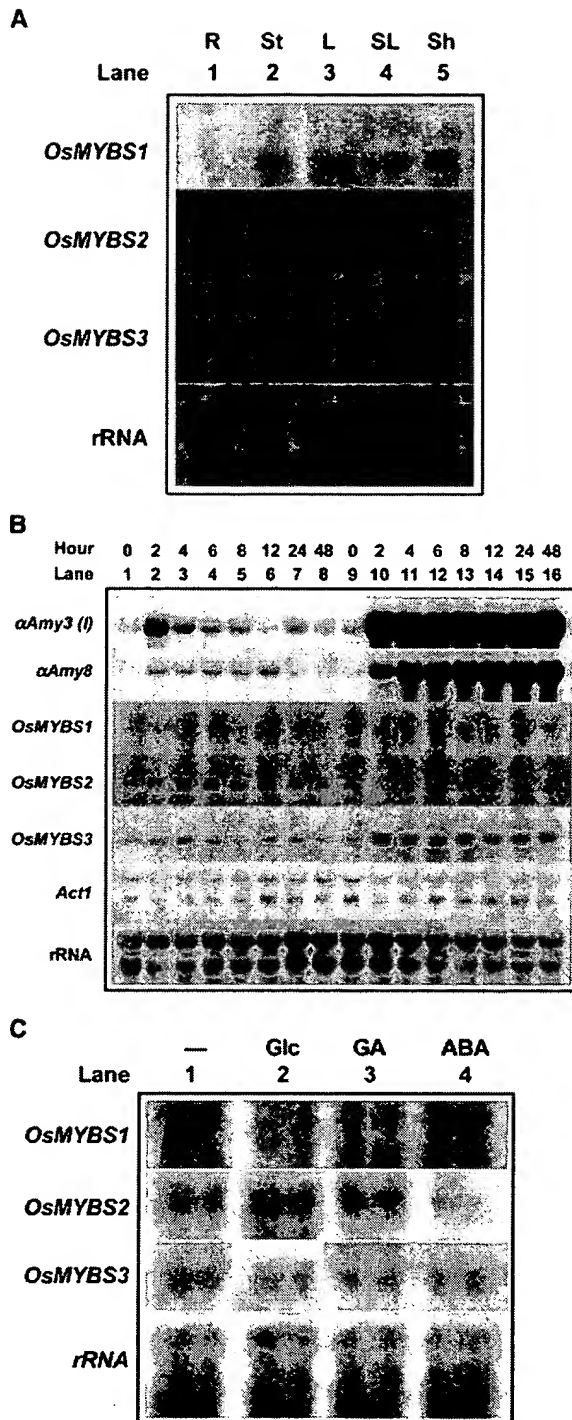 A
R St L SL Sh
Lane 1 2 3 4 5
OsMYBS1
OsMYBS2
OsMYBS3
rRNA
B
Hour 0 2 4 6 8 12 24 48 0 2 4 6 8 12 24 48
Lane 1 2 3 4 5 6 7 8 9 10 11 12 13 14 15 16
αAmy3 (I)
αAmy8
OsMYBS1
OsMYBS2
OsMYBS3
Act1
rRNA
C
— Glc GA ABA
Lane 1 2 3 4
OsMYBS1
OsMYBS2
OsMYBS3
rRNA